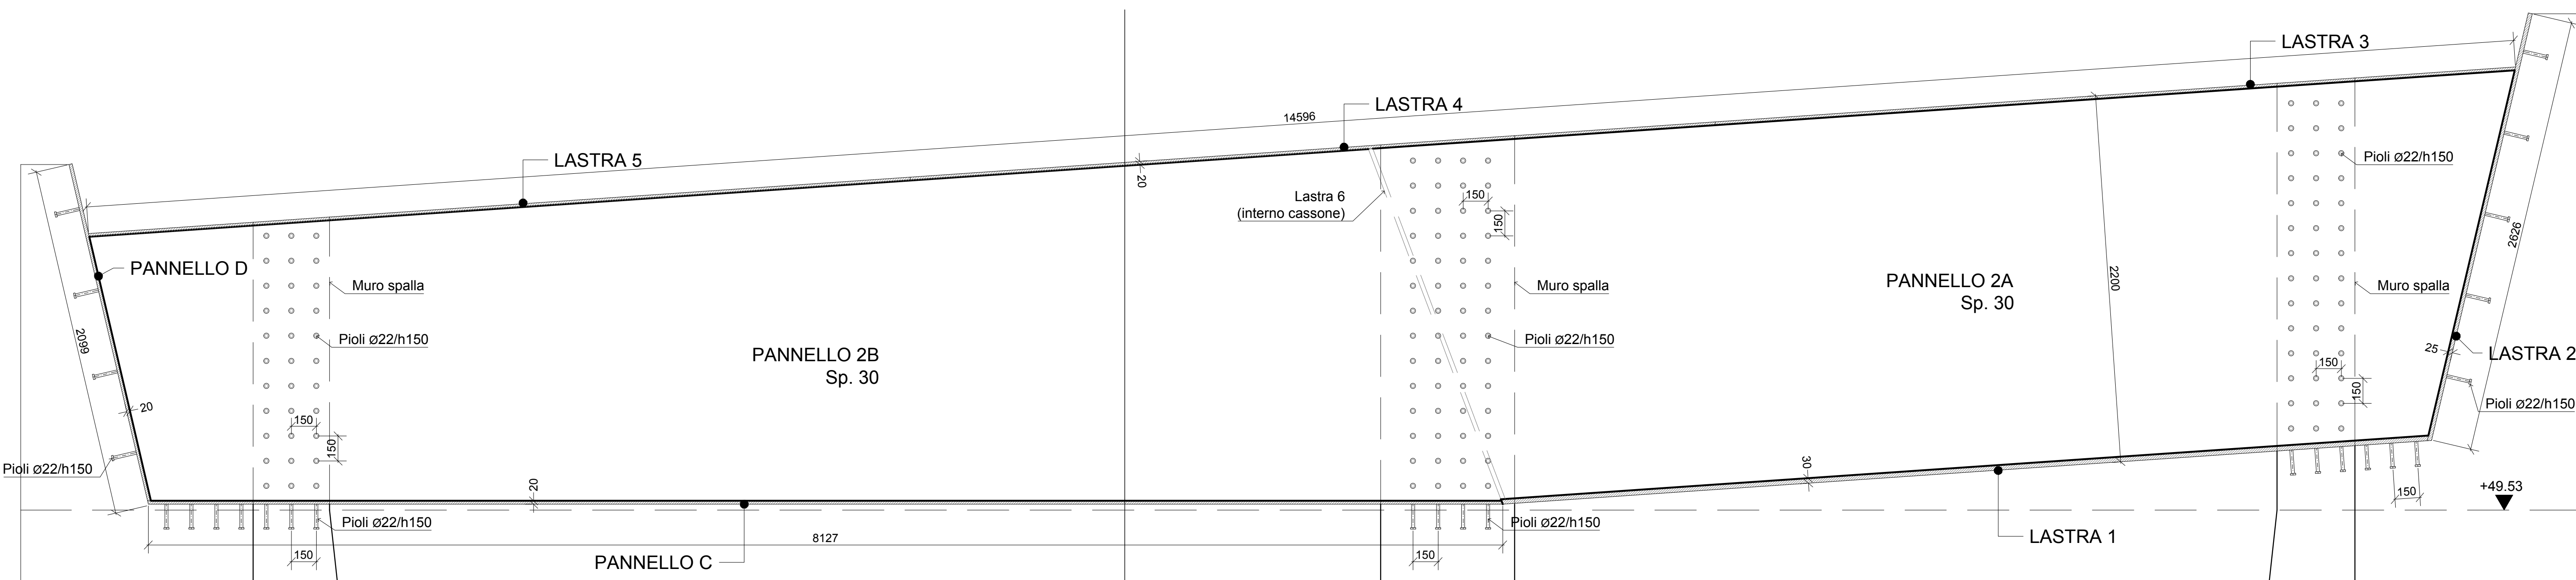 LASTRA 3
LASTRA 4
14596
LASTRA 5
20
Lastra 6
(interno cassone)
150
150
Pioli Ø22/h150
2626
PANNELLO D
Muro spalla
Muro spalla
PANNELLO 2A
Sp. 30
2200
Muro spalla
2099
Pioli Ø22/h150
Pioli Ø22/h150
PANNELLO 2B
Sp. 30
25
LASTRA 2
150
150
20
150
150
Pioli Ø22/h150
Pioli Ø22/h150
20
30
+49.53
150
Pioli Ø22/h150
Pioli Ø22/h150
8127
LASTRA 1
150
150
PANNELLO C